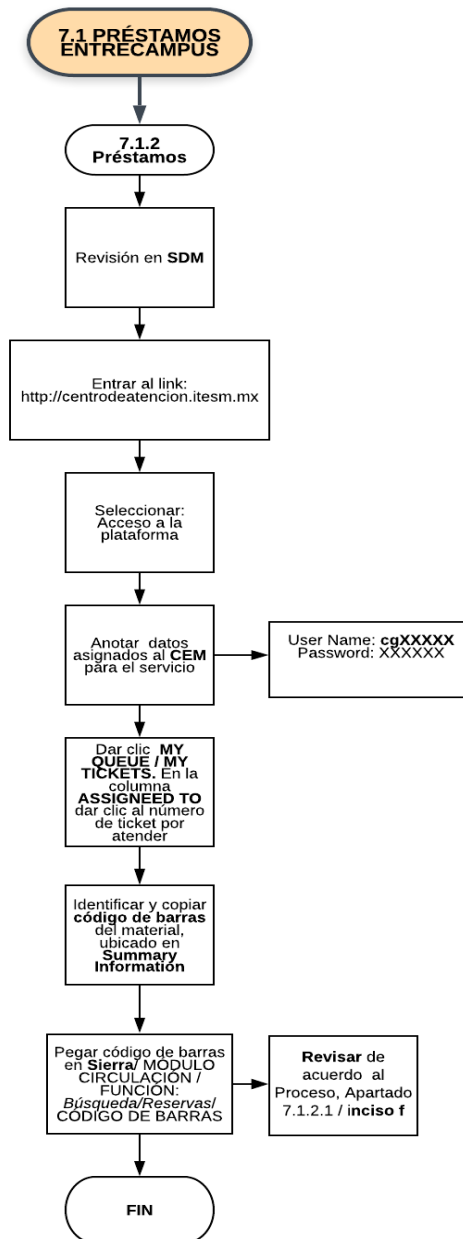 7.1 PRÉSTAMOS
ENTRECAMPUS
7.1.2
Préstamos
Revisión en SDM
Entrar al link:
http://centrodeatencion.itesm.mx
Seleccionar:
Acceso a la
plataforma
Anotar datos
asignados al CEM
para el servicio
User Name: cgXXXXX
Password: XXXXXX
Dar clic MY
QUEUE / MY
TICKETS. En la
columna
ASSIGNEED TO
dar clic al número
de ticket por
atender
Identificar y copiar
código de barras
del material,
ubicado en
Summary
Information
Pegar código de barras
en Sierra/ MÓDULO
CIRCULACIÓN /
FUNCIÓN:
Búsqueda/Reservas/
CÓDIGO DE BARRAS
Revisar de
acuerdo al
Proceso, Apartado
7.1.2.1 / inciso f
FIN